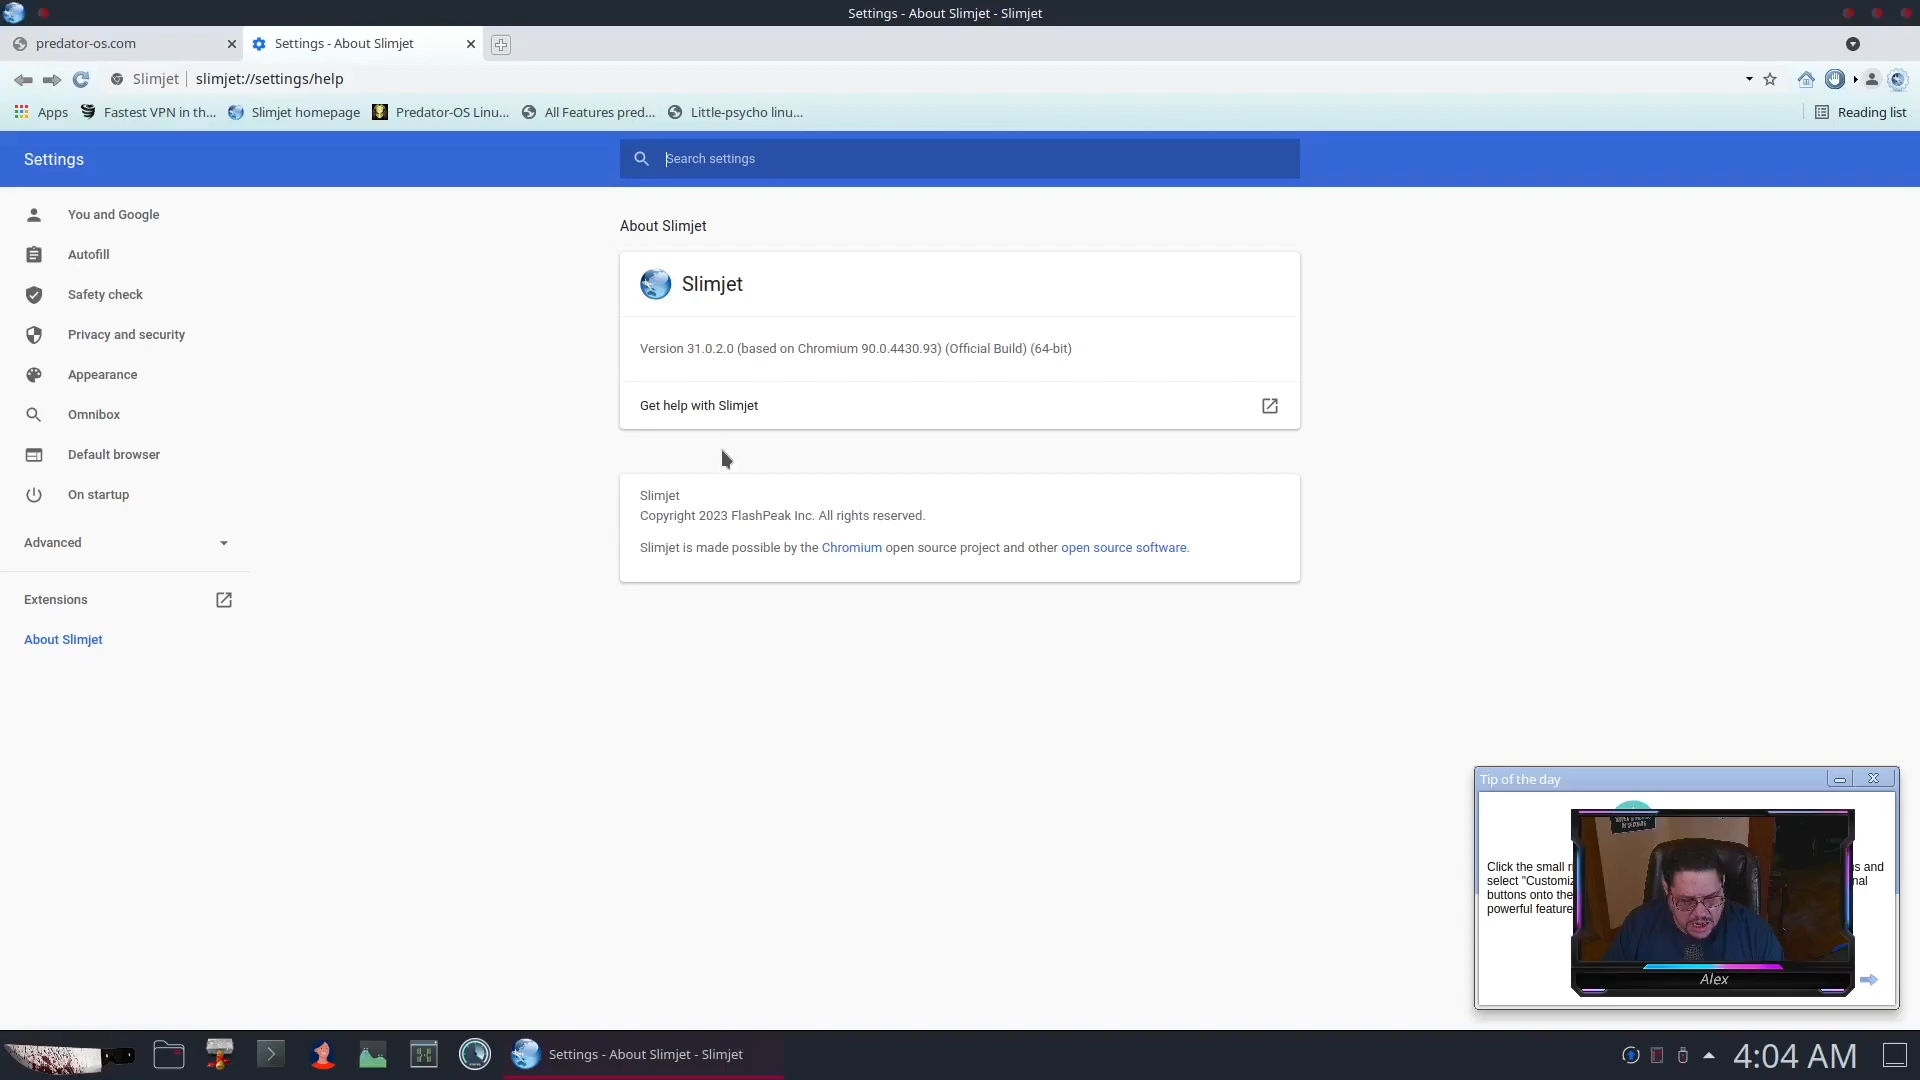 Settings - About Slimjet - Slimjet
predator-os.com
Settings - About Slimjet
Slimjet
slimjet://settings/help
Apps
Fastest VPN in th...
Slimjet homepage
Predator-OS Linu...
All Features pred...
Little-psycho linu...
Reading list
Settings
Search settings
You and Google
Autofill
Safety check
Privacy and security
Appearance
Omnibox
Default browser
On startup
Advanced
Extensions
About Slimjet
About Slimjet
Slimjet
Version 31.0.2.0 (based on Chromium 90.0.4430.93) (Official Build) (64-bit)
Get help with Slimjet
Slimjet
Copyright 2023 FlashPeak Inc. All rights reserved.
Slimjet is made possible by the Chromium open source project and other open source software.
Tip of the day
Click the small and
select "Customiz
buttons onto the
powerful feature
Alex
Settings - About Slimjet - Slimjet
4:04 AM